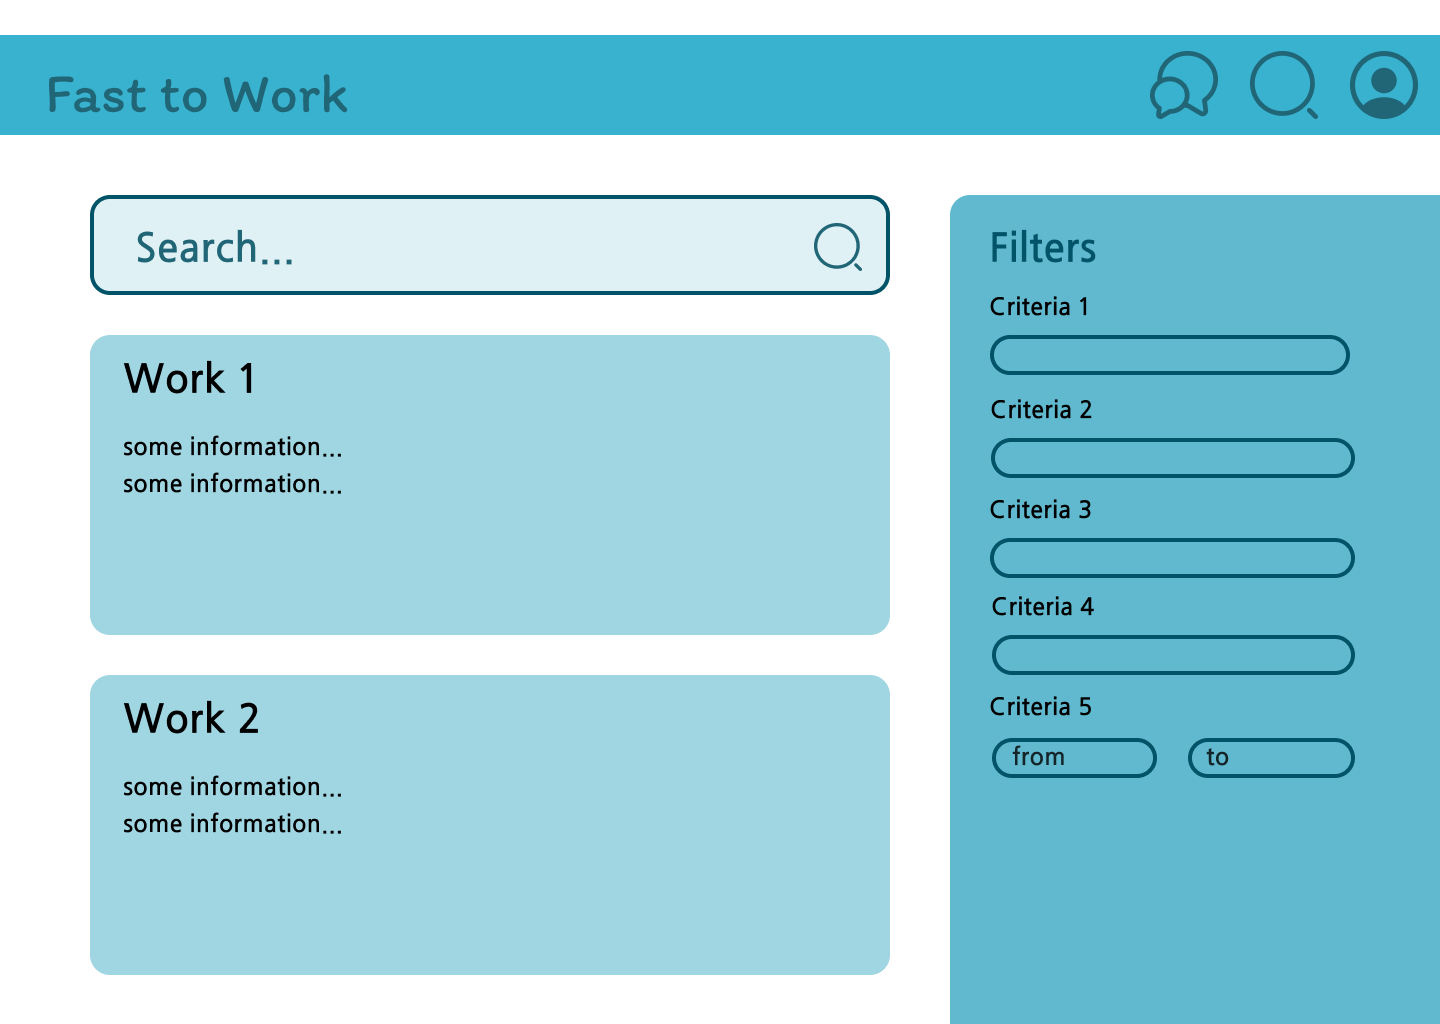 Fast to Work
Search...
Work 1
some information...
some information...
Work 2
some information...
some information...
Filters
Criteria 1
Criteria 2
Criteria 3
Criteria 4
Criteria 5
from to